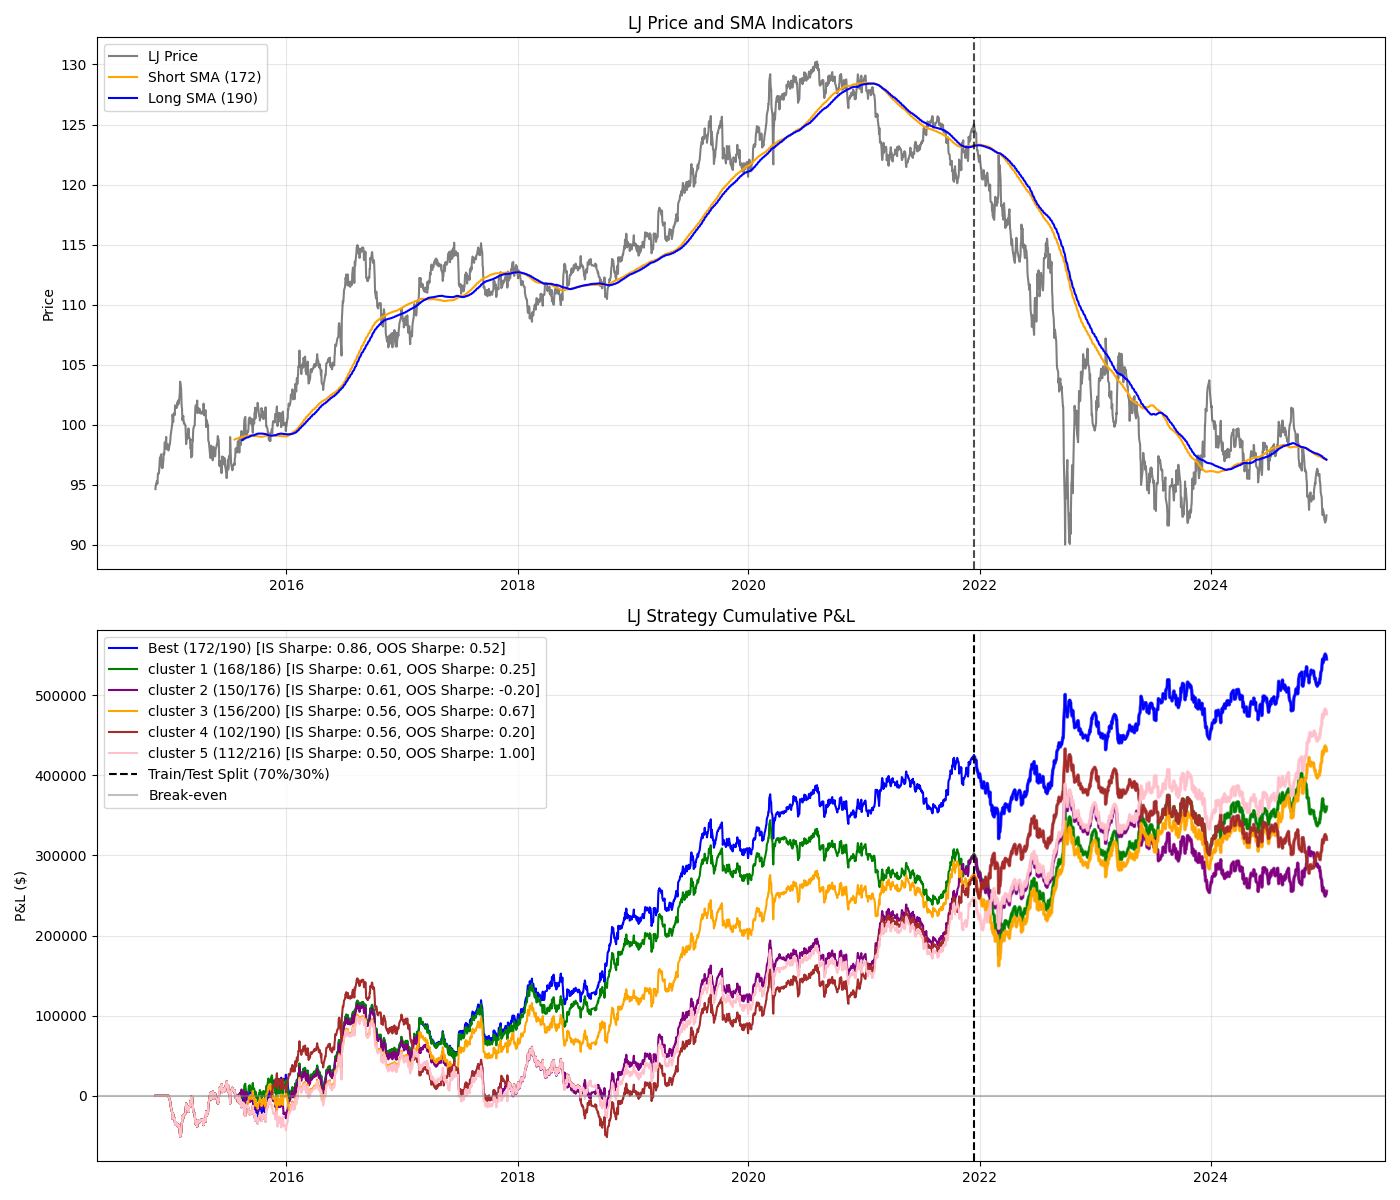 LJ Price and SMA Indicators
LJ Price
Short SMA (172)
Long SMA (190)
Price
130
125
120
115
110
105
100
95
90
2016
2018
2020
2022
2024
LJ Strategy Cumulative P&L
Best (172/190) [IS Sharpe: 0.86, OOS Sharpe: 0.52]
cluster 1 (168/186) [IS Sharpe: 0.61, OOS Sharpe: 0.25]
cluster 2 (150/176) [IS Sharpe: 0.61, OOS Sharpe: -0.20]
cluster 3 (156/200) [IS Sharpe: 0.56, OOS Sharpe: 0.67]
cluster 4 (102/190) [IS Sharpe: 0.56, OOS Sharpe: 0.20]
cluster 5 (112/216) [IS Sharpe: 0.50, OOS Sharpe: 1.00]
Train/Test Split (70%/30%)
Break-even
P&L ($)
500000
400000
300000
200000
100000
0
2016
2018
2020
2022
2024